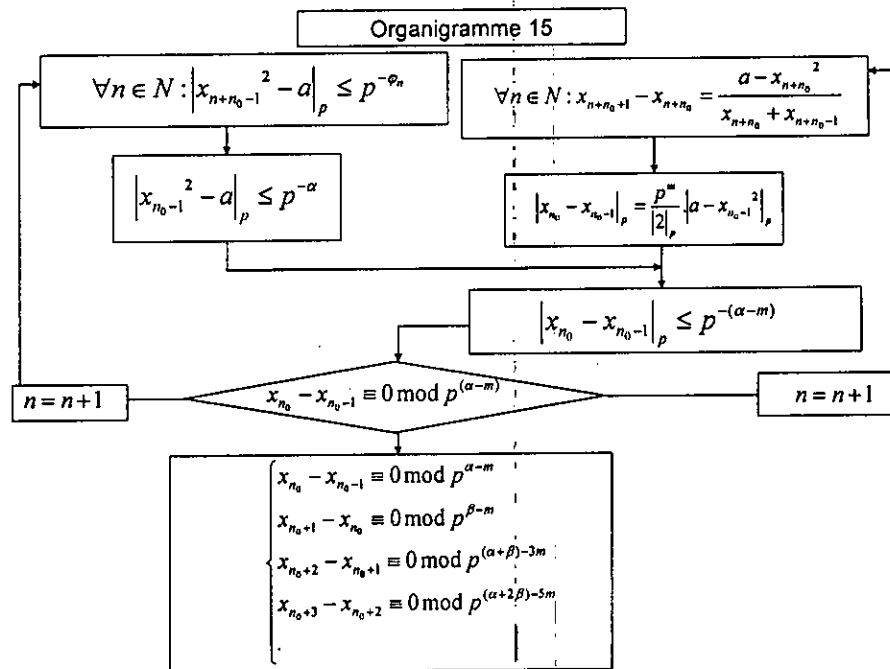 Organigramme 15
∀n ∈ N : |x_{n+n_0-1}^2 − a|_p ≤ p^{-φ_n}
∀n ∈ N : x_{n+n_0+1} − x_{n+n_0} = \frac{a − x_{n+n_0}^2}{x_{n+n_0} + x_{n+n_0-1}}
|x_{n_0-1}^2 − a|_p ≤ p^{-α}
|x_{n_0} − x_{n_0-1}|_p = \frac{p^m}{|2|_p} . |a − x_{n_0-1}^2|_p
|x_{n_0} − x_{n_0-1}|_p ≤ p^{-(α-m)}
n = n + 1
x_{n_0} − x_{n_0-1} ≡ 0 mod p^{(α-m)}
n = n + 1
x_{n_0} − x_{n_0-1} ≡ 0 mod p^{α-m}
x_{n_0+1} − x_{n_0} ≡ 0 mod p^{β-m}
x_{n_0+2} − x_{n_0+1} ≡ 0 mod p^{(α+β)-3m}
x_{n_0+3} − x_{n_0+2} ≡ 0 mod p^{(α+2β)-5m}
.